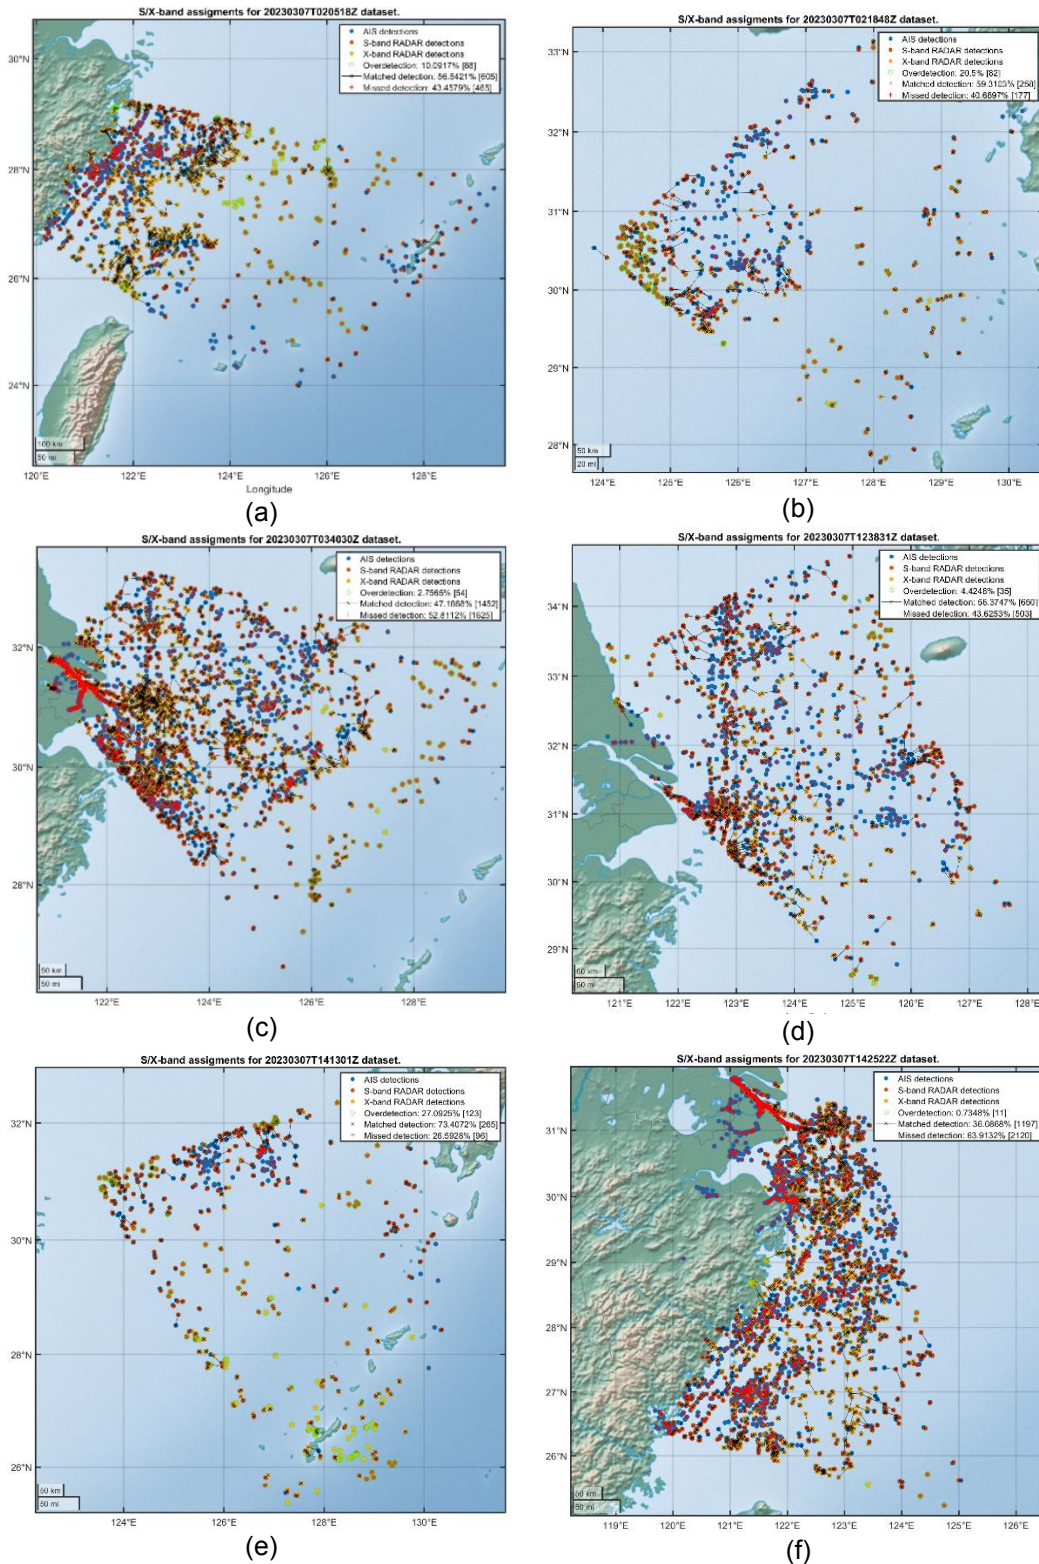 S/X-band assigments for 20230307T020518Z dataset.
AIS detections
S-band RADAR detections
X-band RADAR detections
Overdetection: 10.0917% [88]
Matched detection: 56.5421% [605]
Missed detection: 43.4579% [465]
30°N
28°N
26°N
24°N
100 km
50 mi
120°E 122°E 124°E 126°E 128°E
Longitude
(a)
S/X-band assigments for 20230307T021848Z dataset.
AIS detections
S-band RADAR detections
X-band RADAR detections
Overdetection: 20.5% [82]
Matched detection: 59.3103% [258]
Missed detection: 40.6897% [177]
33°N
32°N
31°N
30°N
29°N
28°N
50 km
20 mi
124°E 125°E 126°E 127°E 128°E 129°E 130°E
(b)
S/X-band assigments for 20230307T034030Z dataset.
AIS detections
S-band RADAR detections
X-band RADAR detections
Overdetection: 2.7565% [54]
Matched detection: 47.1888% [1452]
Missed detection: 52.8112% [1625]
32°N
30°N
28°N
50 km
50 mi
122°E 124°E 126°E 128°E
(c)
S/X-band assigments for 20230307T123831Z dataset.
AIS detections
S-band RADAR detections
X-band RADAR detections
Overdetection: 4.4248% [35]
Matched detection: 56.3747% [650]
Missed detection: 43.6253% [503]
34°N
33°N
32°N
31°N
30°N
29°N
50 km
50 mi
121°E 122°E 123°E 124°E 125°E 126°E 127°E 128°E
(d)
S/X-band assigments for 20230307T141301Z dataset.
AIS detections
S-band RADAR detections
X-band RADAR detections
Overdetection: 27.0925% [123]
Matched detection: 73.4072% [265]
Missed detection: 26.5928% [96]
32°N
30°N
28°N
26°N
50 km
50 mi
124°E 126°E 128°E 130°E
(e)
S/X-band assigments for 20230307T142522Z dataset.
AIS detections
S-band RADAR detections
X-band RADAR detections
Overdetection: 0.7348% [11]
Matched detection: 36.0868% [1197]
Missed detection: 63.9132% [2120]
31°N
30°N
29°N
28°N
27°N
26°N
50 km
50 mi
119°E 120°E 121°E 122°E 123°E 124°E 125°E 126°E
(f)